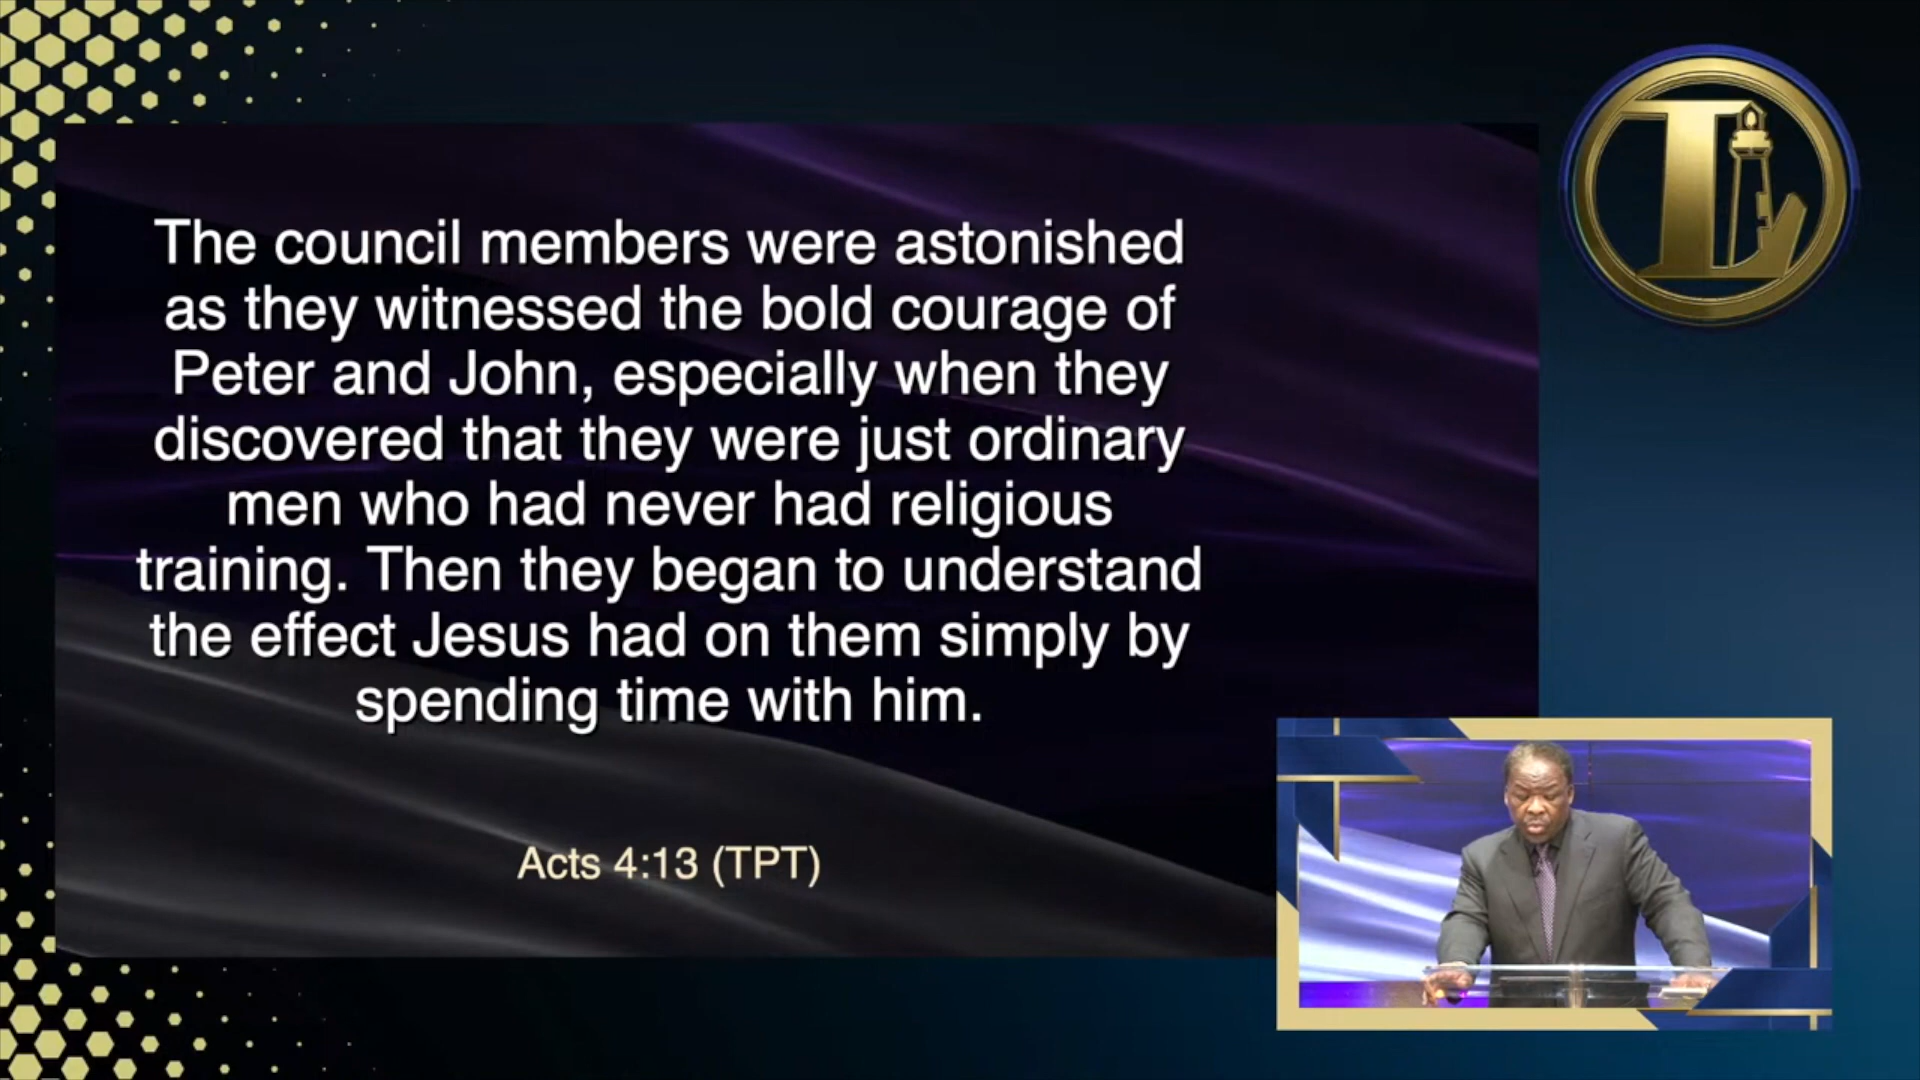 The council members were astonished
as they witnessed the bold courage of
Peter and John, especially when they
discovered that they were just ordinary
men who had never had religious
training. Then they began to understand
the effect Jesus had on them simply by
spending time with him.
Acts 4:13 (TPT)
L